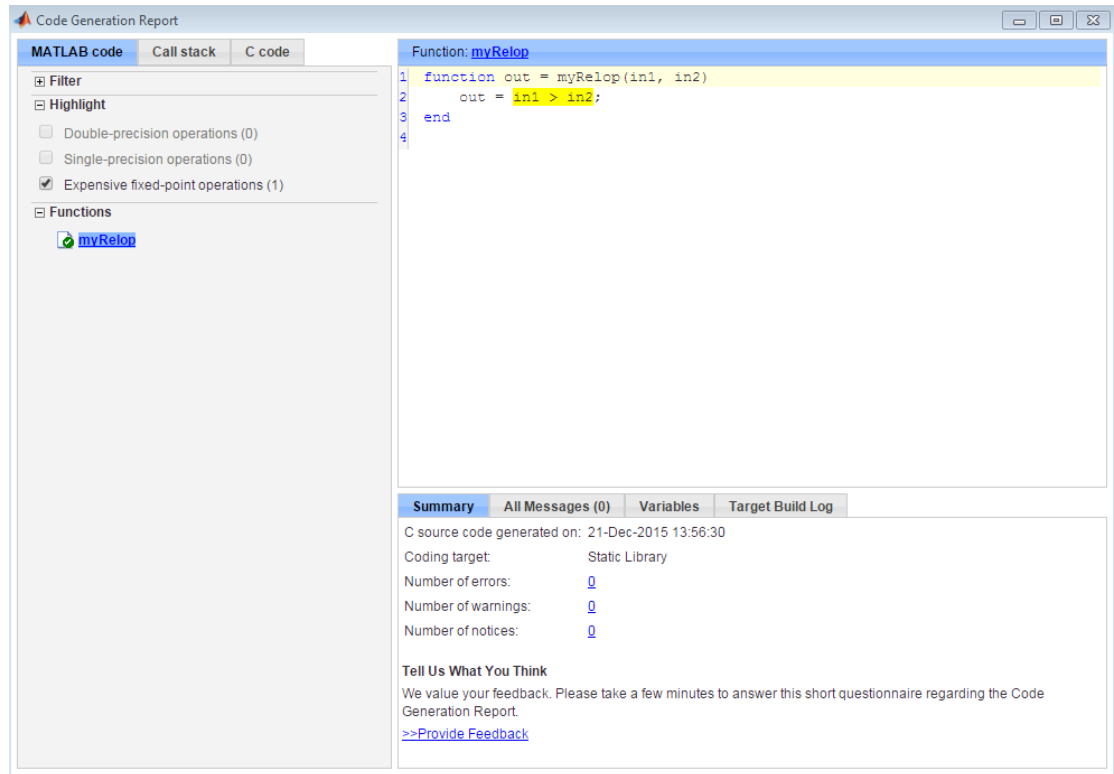 Code Generation Report
MATLAB code Call stack C code
Filter
Highlight
Double-precision operations (0)
Single-precision operations (0)
Expensive fixed-point operations (1)
Functions
myRelop
Function: myRelop
1 function out = myRelop(in1, in2)
2 out = in1 > in2;
3 end
4
Summary All Messages (0) Variables Target Build Log
C source code generated on: 21-Dec-2015 13:56:30
Coding target: Static Library
Number of errors: 0
Number of warnings: 0
Number of notices: 0
Tell Us What You Think
We value your feedback. Please take a few minutes to answer this short questionnaire regarding the Code
Generation Report.
>>Provide Feedback